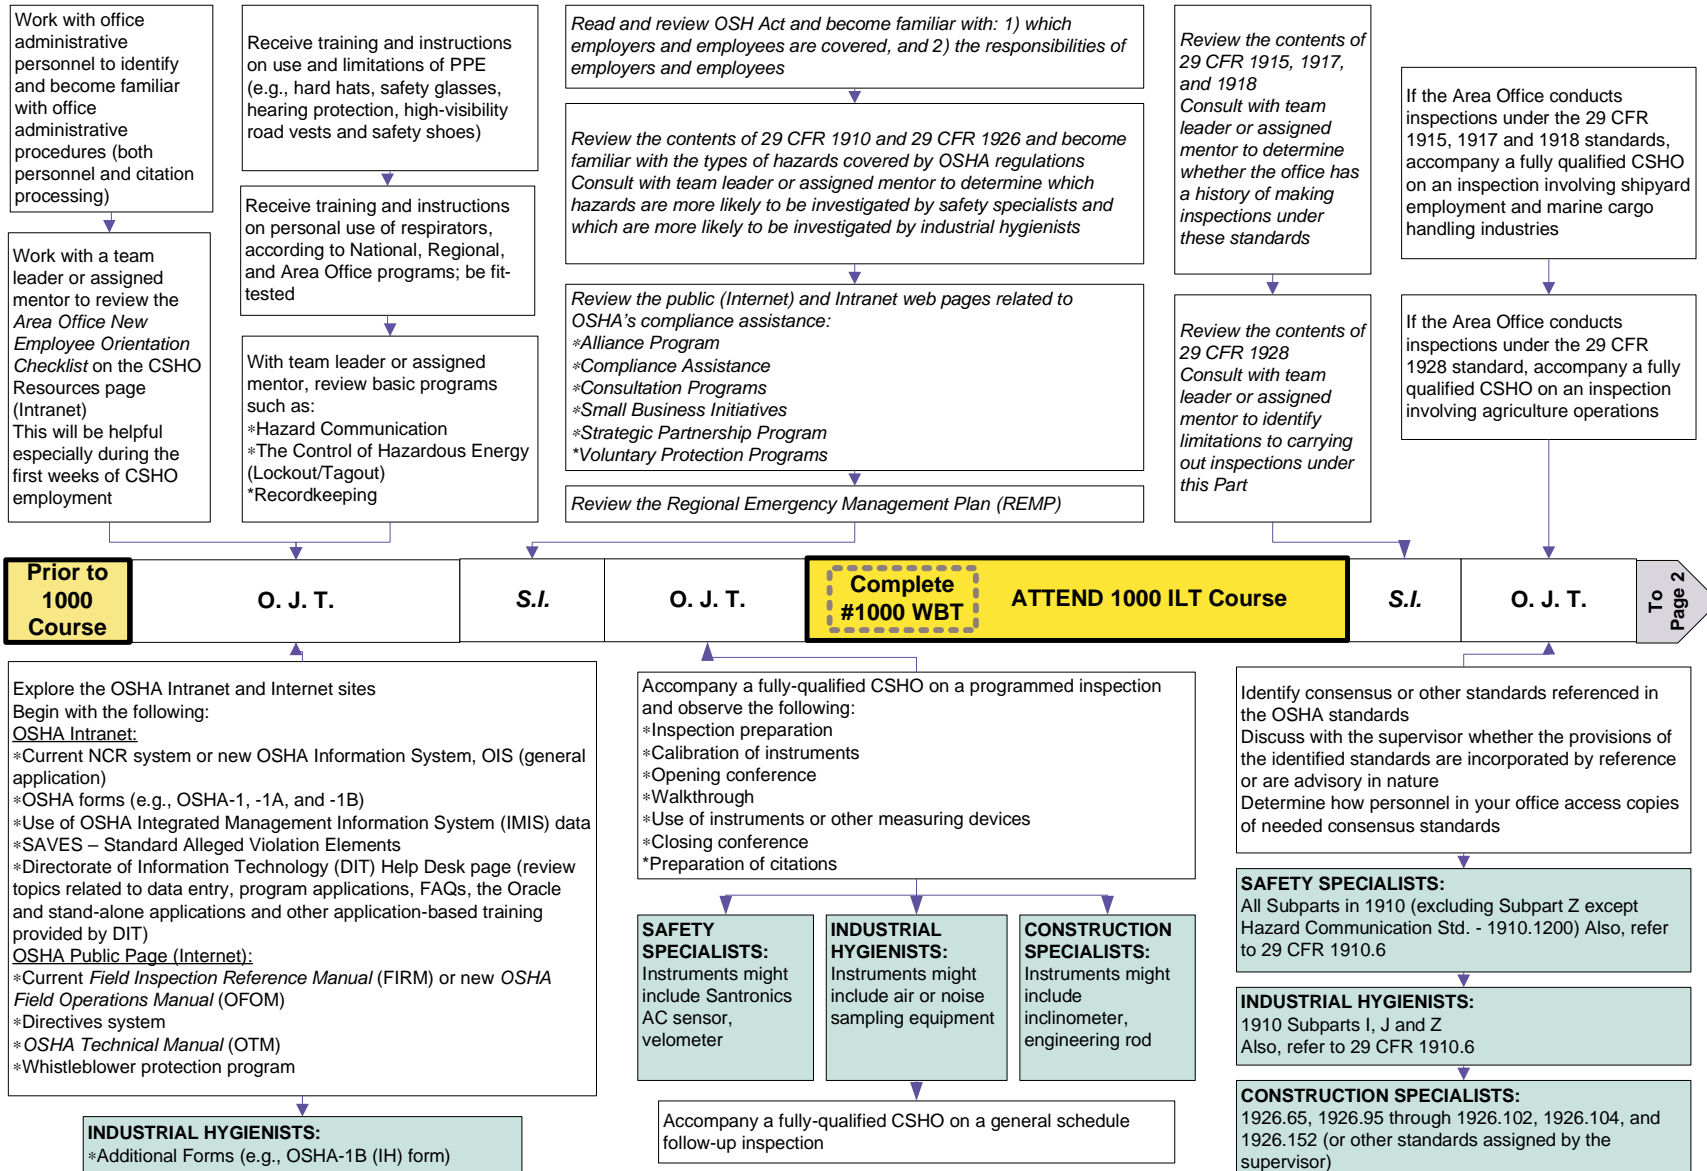 Work with office
administrative
personnel to identify
and become familiar
with office
administrative
procedures (both
personnel and citation
processing)
Work with a team
leader or assigned
mentor to review the
Area Office New
Employee Orientation
Checklist on the CSHO
Resources page
(Intranet)
This will be helpful
especially during the
first weeks of CSHO
employment
Receive training and instructions
on use and limitations of PPE
(e.g., hard hats, safety glasses,
hearing protection, high-visibility
road vests and safety shoes)
Receive training and instructions
on personal use of respirators,
according to National, Regional,
and Area Office programs; be fit-
tested
With team leader or assigned
mentor, review basic programs
such as:
*Hazard Communication
*The Control of Hazardous Energy
(Lockout/Tagout)
*Recordkeeping
Read and review OSH Act and become familiar with: 1) which
employers and employees are covered, and 2) the responsibilities of
employers and employees
Review the contents of 29 CFR 1910 and 29 CFR 1926 and become
familiar with the types of hazards covered by OSHA regulations
Consult with team leader or assigned mentor to determine which
hazards are more likely to be investigated by safety specialists and
which are more likely to be investigated by industrial hygienists
Review the public (Internet) and Intranet web pages related to
OSHA's compliance assistance:
*Alliance Program
*Compliance Assistance
*Consultation Programs
*Small Business Initiatives
*Strategic Partnership Program
*Voluntary Protection Programs
Review the Regional Emergency Management Plan (REMP)
Review the contents of
29 CFR 1915, 1917,
and 1918
Consult with team
leader or assigned
mentor to determine
whether the office has
a history of making
inspections under
these standards
Review the contents of
29 CFR 1928
Consult with team
leader or assigned
mentor to identify
limitations to carrying
out inspections under
this Part
If the Area Office conducts
inspections under the 29 CFR
1915, 1917 and 1918 standards,
accompany a fully qualified CSHO
on an inspection involving shipyard
employment and marine cargo
handling industries
If the Area Office conducts
inspections under the 29 CFR
1928 standard, accompany a fully
qualified CSHO on an inspection
involving agriculture operations
Prior to
1000
Course
O. J. T.
S.I.
O. J. T.
Complete
#1000 WBT
ATTEND 1000 ILT Course
S.I.
O. J. T.
To
Page 2
Explore the OSHA Intranet and Internet sites
Begin with the following:
OSHA Intranet:
*Current NCR system or new OSHA Information System, OIS (general
application)
*OSHA forms (e.g., OSHA-1, -1A, and -1B)
*Use of OSHA Integrated Management Information System (IMIS) data
*SAVES – Standard Alleged Violation Elements
*Directorate of Information Technology (DIT) Help Desk page (review
topics related to data entry, program applications, FAQs, the Oracle
and stand-alone applications and other application-based training
provided by DIT)
OSHA Public Page (Internet):
*Current Field Inspection Reference Manual (FIRM) or new OSHA
Field Operations Manual (OFOM)
*Directives system
*OSHA Technical Manual (OTM)
*Whistleblower protection program
INDUSTRIAL HYGIENISTS:
*Additional Forms (e.g., OSHA-1B (IH) form)
Accompany a fully-qualified CSHO on a programmed inspection
and observe the following:
*Inspection preparation
*Calibration of instruments
*Opening conference
*Walkthrough
*Use of instruments or other measuring devices
*Closing conference
*Preparation of citations
SAFETY
SPECIALISTS:
Instruments might
include Santronics
AC sensor,
velometer
INDUSTRIAL
HYGIENISTS:
Instruments might
include air or noise
sampling equipment
CONSTRUCTION
SPECIALISTS:
Instruments might
include
inclinometer,
engineering rod
Accompany a fully-qualified CSHO on a general schedule
follow-up inspection
Identify consensus or other standards referenced in
the OSHA standards
Discuss with the supervisor whether the provisions of
the identified standards are incorporated by reference
or are advisory in nature
Determine how personnel in your office access copies
of needed consensus standards
SAFETY SPECIALISTS:
All Subparts in 1910 (excluding Subpart Z except
Hazard Communication Std. - 1910.1200) Also, refer
to 29 CFR 1910.6
INDUSTRIAL HYGIENISTS:
1910 Subparts I, J and Z
Also, refer to 29 CFR 1910.6
CONSTRUCTION SPECIALISTS:
1926.65, 1926.95 through 1926.102, 1926.104, and
1926.152 (or other standards assigned by the
supervisor)